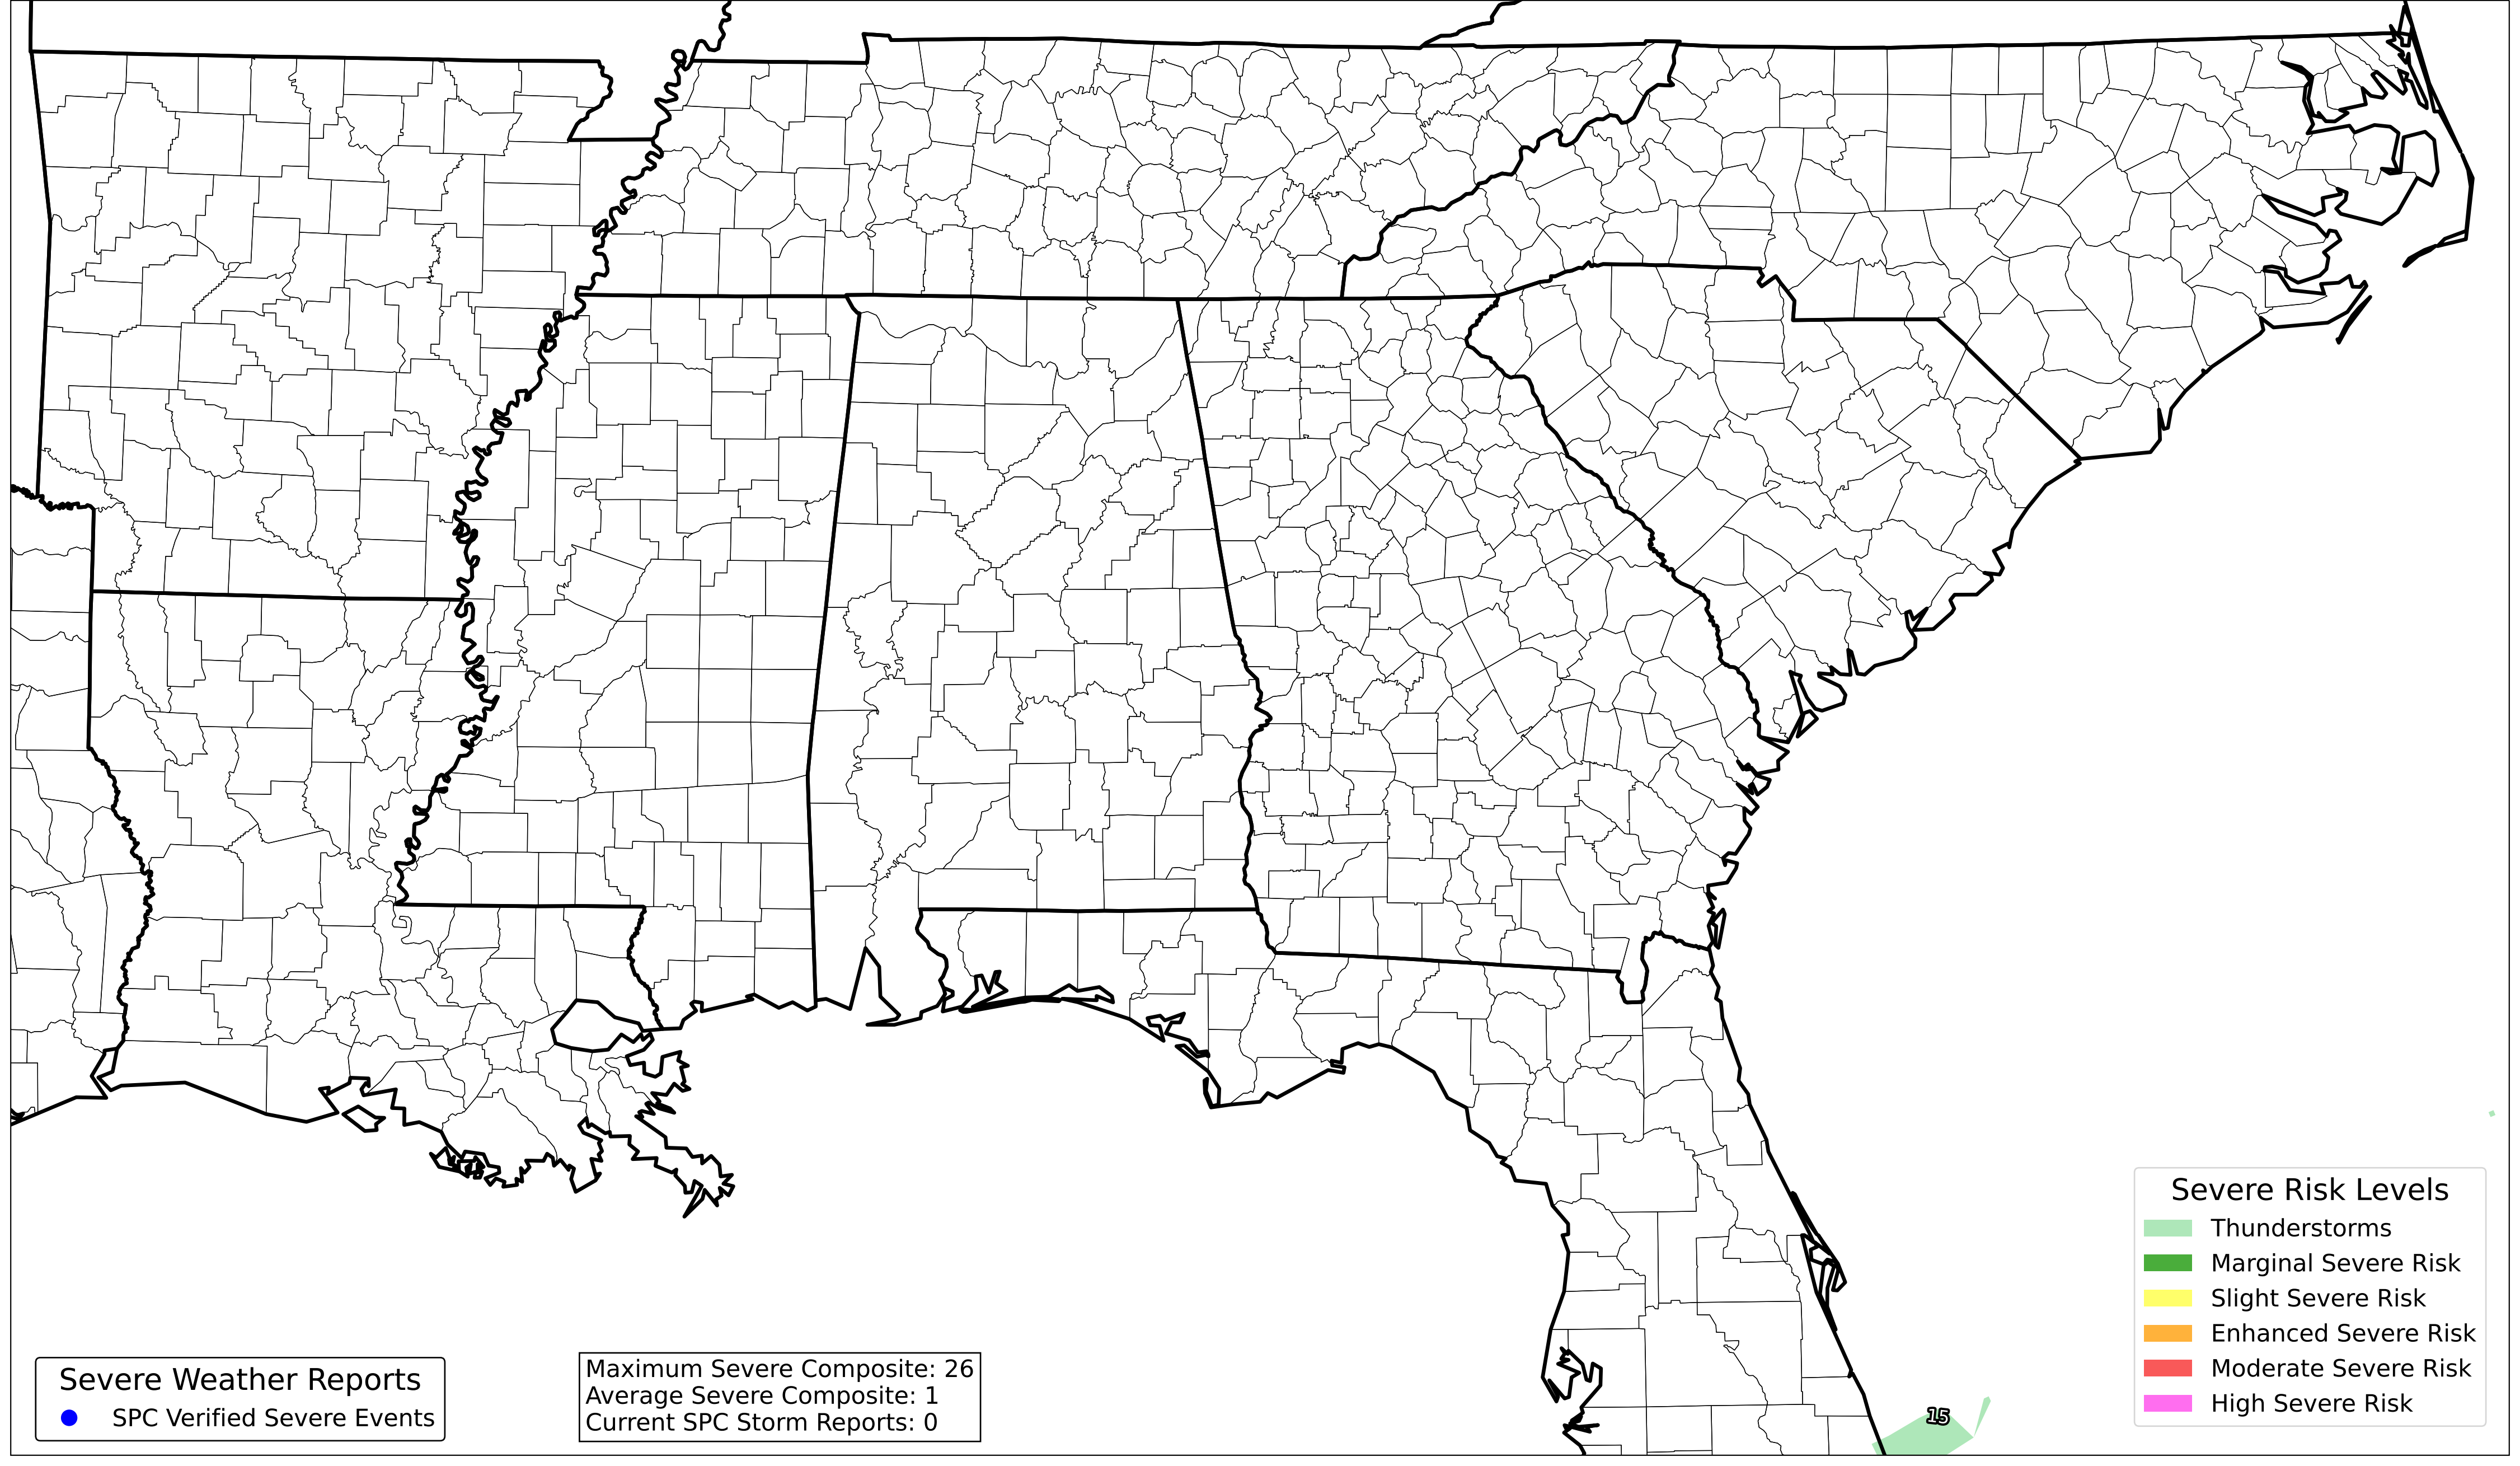 15
Severe Weather Reports
SPC Verified Severe Events
Maximum Severe Composite: 26
Average Severe Composite: 1
Current SPC Storm Reports: 0
Severe Risk Levels
Thunderstorms
Marginal Severe Risk
Slight Severe Risk
Enhanced Severe Risk
Moderate Severe Risk
High Severe Risk